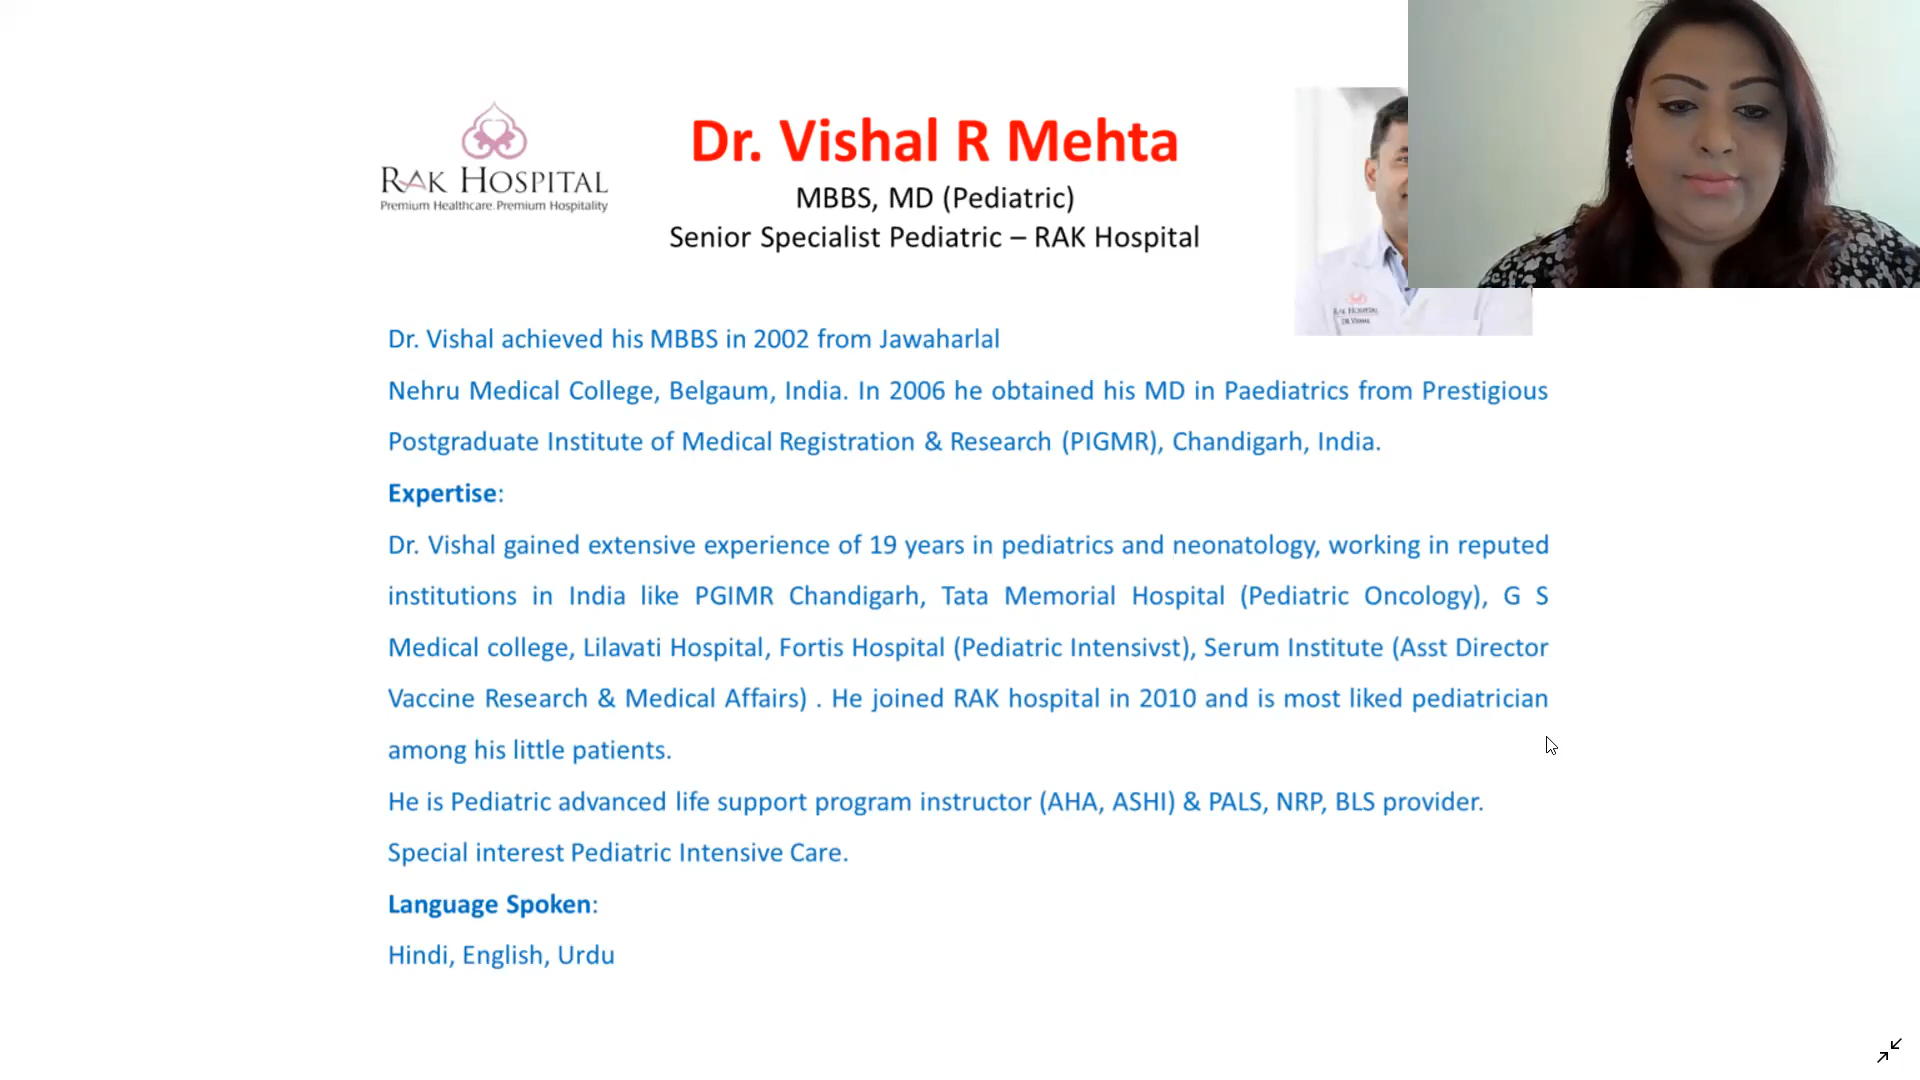 RAK HOSPITAL
Premium Healthcare. Premium Hospitality
Dr. Vishal R Mehta
MBBS, MD (Pediatric)
Senior Specialist Pediatric – RAK Hospital
RAK HOSPITAL
DR. VISHAL
Dr. Vishal achieved his MBBS in 2002 from Jawaharlal
Nehru Medical College, Belgaum, India. In 2006 he obtained his MD in Paediatrics from Prestigious
Postgraduate Institute of Medical Registration & Research (PIGMR), Chandigarh, India.
Expertise:
Dr. Vishal gained extensive experience of 19 years in pediatrics and neonatology, working in reputed
institutions in India like PGIMR Chandigarh, Tata Memorial Hospital (Pediatric Oncology), G S
Medical college, Lilavati Hospital, Fortis Hospital (Pediatric Intensivst), Serum Institute (Asst Director
Vaccine Research & Medical Affairs) . He joined RAK hospital in 2010 and is most liked pediatrician
among his little patients.
He is Pediatric advanced life support program instructor (AHA, ASHI) & PALS, NRP, BLS provider.
Special interest Pediatric Intensive Care.
Language Spoken:
Hindi, English, Urdu